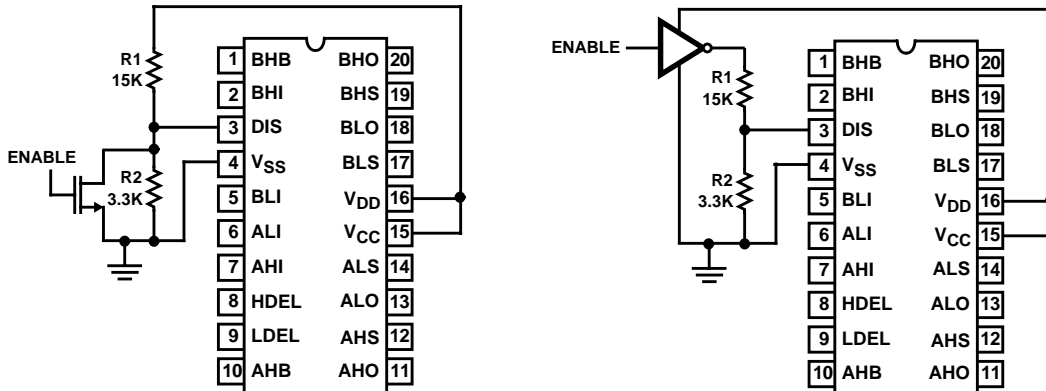 R1
15K
ENABLE
R2
3.3K
1 BHB BHO 20
2 BHI BHS 19
3 DIS BLO 18
4 VSS BLS 17
5 BLI VDD 16
6 ALI VCC 15
7 AHI ALS 14
8 HDEL ALO 13
9 LDEL AHS 12
10 AHB AHO 11
ENABLE
R1
15K
R2
3.3K
1 BHB BHO 20
2 BHI BHS 19
3 DIS BLO 18
4 VSS BLS 17
5 BLI VDD 16
6 ALI VCC 15
7 AHI ALS 14
8 HDEL ALO 13
9 LDEL AHS 12
10 AHB AHO 11